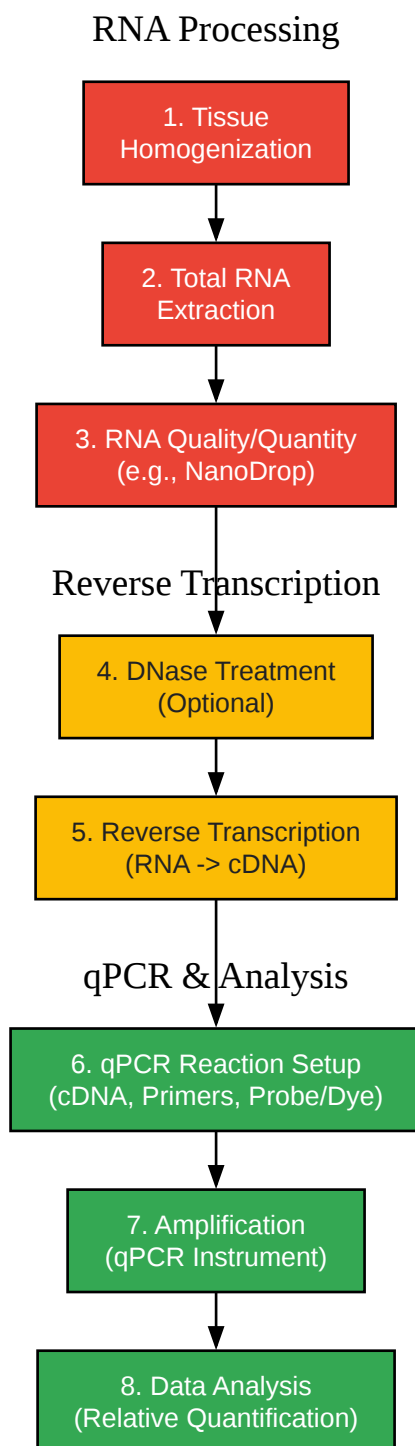 RNA Processing
1. Tissue
Homogenization
2. Total RNA
Extraction
3. RNA Quality/Quantity
(e.g., NanoDrop)
Reverse Transcription
4. DNase Treatment
(Optional)
5. Reverse Transcription
(RNA -> cDNA)
qPCR & Analysis
6. qPCR Reaction Setup
(cDNA, Primers, Probe/Dye)
7. Amplification
(qPCR Instrument)
8. Data Analysis
(Relative Quantification)